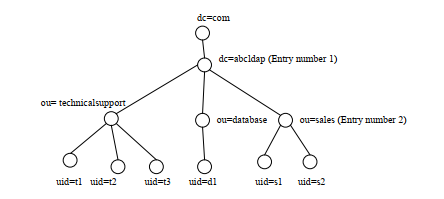 dc=com
dc=abcldap (Entry number 1)
ou= technicalsupport
ou=database
ou=sales (Entry number 2)
uid=t1 uid=t2 uid=t3 uid=d1 uid=s1 uid=s2